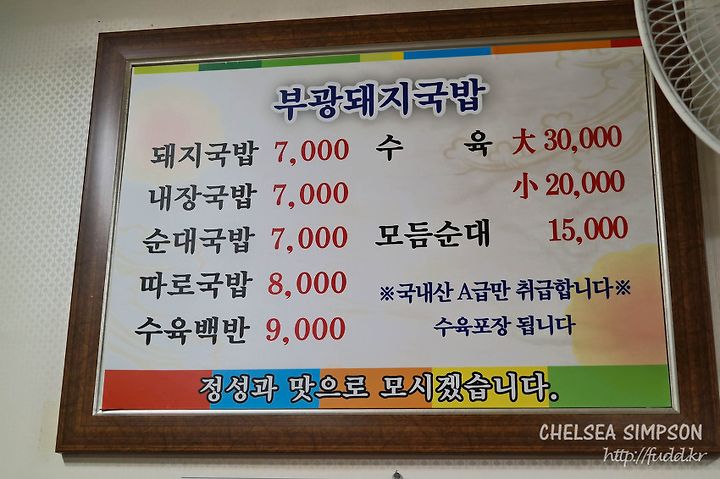 부광돼지국밥
돼지국밥 7,000
내장국밥 7,000
순대국밥 7,000
따로국밥 8,000
수육백반 9,000
수 육 大 30,000
小 20,000
모듬순대 15,000
※국내산 A급만 취급합니다※
수육포장 됩니다
정성과 맛으로 모시겠습니다.
CHELSEA SIMPSON
http://fudd.kr